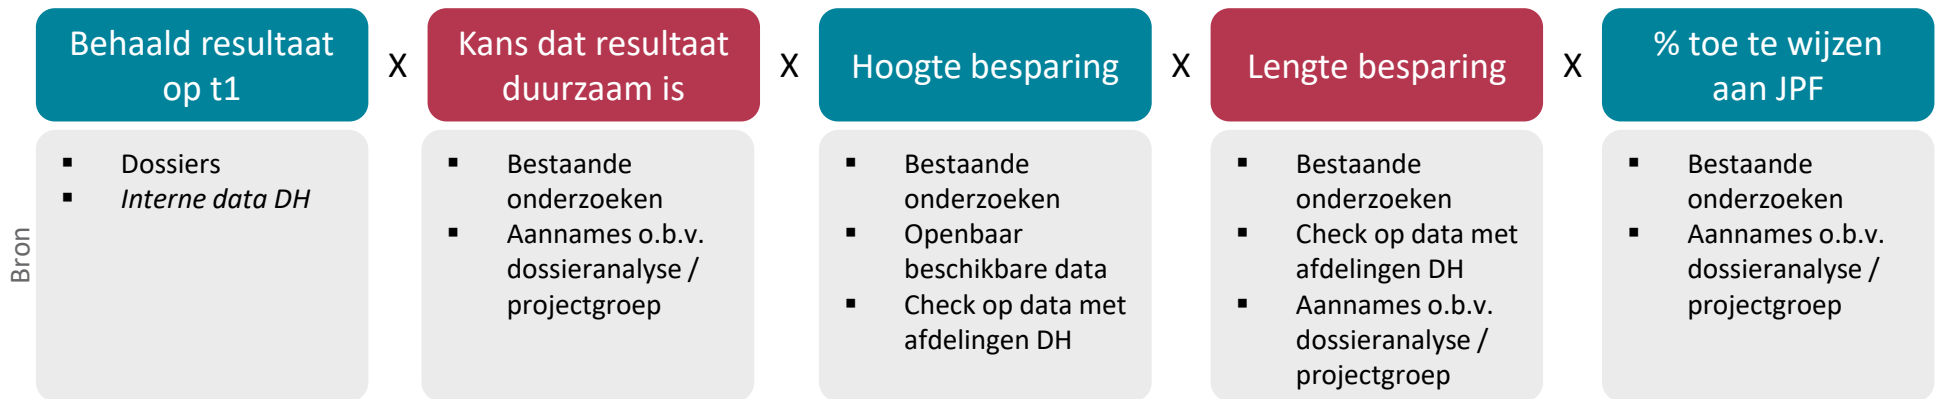 Behaald resultaat
op t1
X
Kans dat resultaat
duurzaam is
X
Hoogte besparing
X
Lengte besparing
X
% toe te wijzen
aan JPF
Bron
▪ Dossiers
▪ Interne data DH
▪ Bestaande
onderzoeken
▪ Aannames o.b.v.
dossieranalyse /
projectgroep
▪ Bestaande
onderzoeken
▪ Openbaar
beschikbare data
▪ Check op data met
afdelingen DH
▪ Bestaande
onderzoeken
▪ Check op data met
afdelingen DH
▪ Aannames o.b.v.
dossieranalyse /
projectgroep
▪ Bestaande
onderzoeken
▪ Aannames o.b.v.
dossieranalyse /
projectgroep